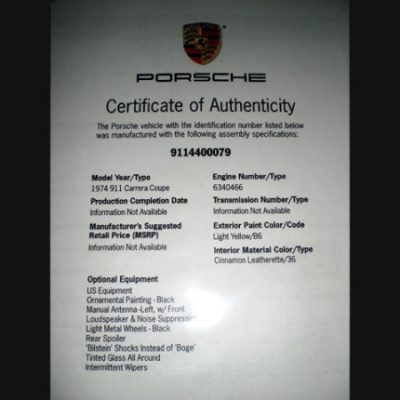 PORSCHE
Certificate of Authenticity
The Porsche vehicle with the identification number listed below
was manufactured with the following assembly specifications:
9114400079
Model Year/Type
1974 911 Carrera Coupe
Production Completion Date
Information Not Available
Manufacturer's Suggested
Retail Price (MSRP)
Information Not Available
Engine Number/Type
6340466
Transmission Number/Type
Information Not Available
Exterior Paint Color/Code
Light Yellow/B6
Interior Material Color/Type
Cinnamon Leatherette/36
Optional Equipment
US Equipment
Ornamental Painting - Black
Manual Antenna -Left, w/ Front
Loudspeaker & Noise Suppression
Light Metal Wheels - Black
Rear Spoiler
'Bilstein' Shocks Instead of 'Boge'
Tinted Glass All Around
Intermittent Wipers